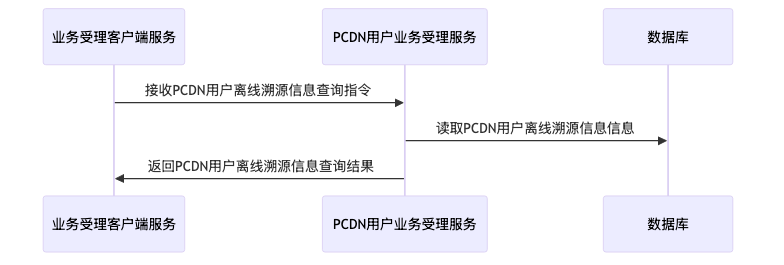 业务受理客户端服务
PCDN用户业务受理服务
数据库
接收PCDN用户离线溯源信息查询指令
读取PCDN用户离线溯源信息信息
返回PCDN用户离线溯源信息查询结果
业务受理客户端服务
PCDN用户业务受理服务
数据库